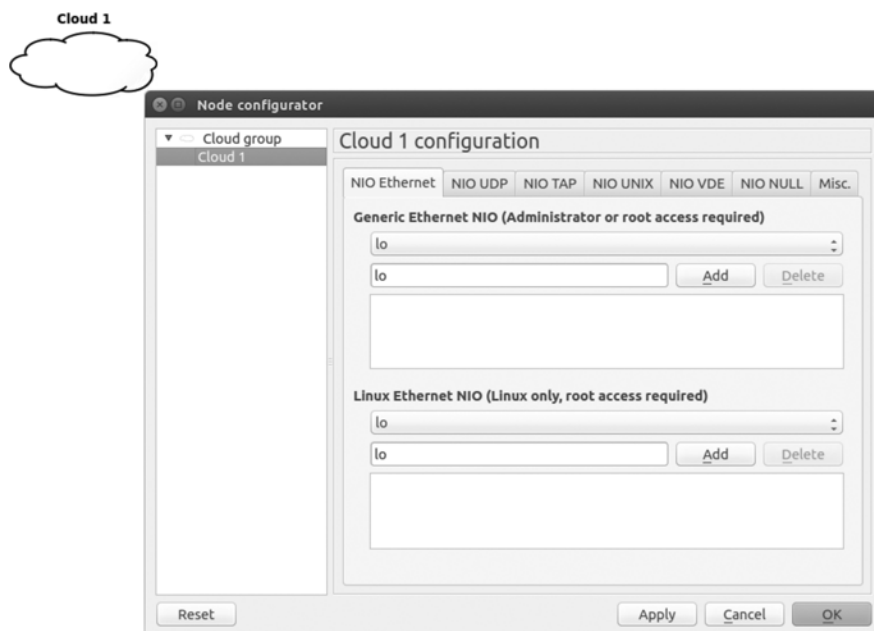 Cloud 1
Node configurator
Cloud group
Cloud 1
Cloud 1 configuration
NIO Ethernet NIO UDP NIO TAP NIO UNIX NIO VDE NIO NULL Misc.
Generic Ethernet NIO (Administrator or root access required)
lo
lo Add Delete
Linux Ethernet NIO (Linux only, root access required)
lo
lo Add Delete
Reset Apply Cancel OK